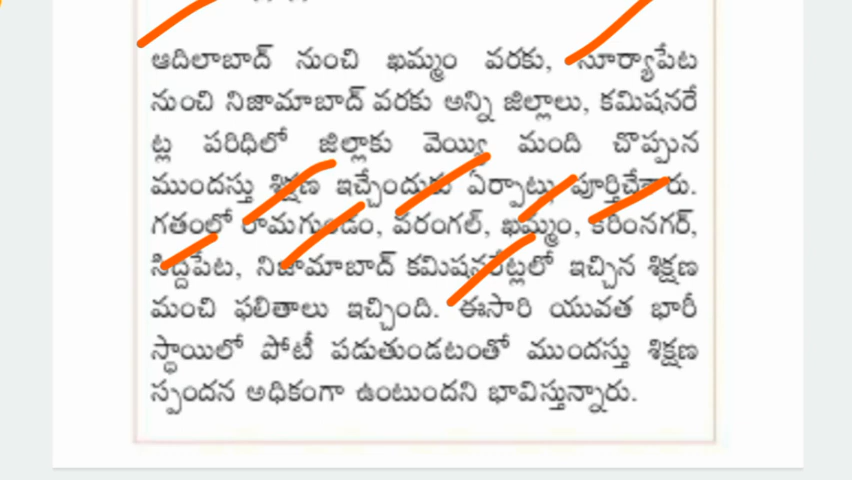 ఆదిలాబాద్ నుంచి ఖమ్మం వరకు, సూర్యాపేట
నుంచి నిజామాబాద్ వరకు అన్ని జిల్లాలు, కమిషనరే
ట్ల పరిధిలో జిల్లాకు వెయ్యి మంది చొప్పున
ముందస్తు శిక్షణ ఇచ్చేందుకు ఏర్పాట్లు పూర్తిచేశారు.
గతంలో రామగుండం, వరంగల్, ఖమ్మం, కరీంనగర్,
సిద్దపేట, నిజామాబాద్ కమిషనరేట్లలో ఇచ్చిన శిక్షణ
మంచి ఫలితాలు ఇచ్చింది. ఈసారి యువత భారీ
స్థాయిలో పోటీ పడుతుండటంతో ముందస్తు శిక్షణ
స్పందన అధికంగా ఉంటుందని భావిస్తున్నారు.